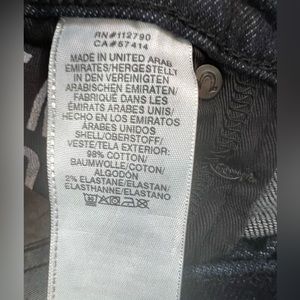 RN#112790
CA#57414
MADE IN UNITED ARAB
EMIRATES/HERGESTELLT
IN DEN VEREINIGTEN
ARABISCHEN EMIRATEN/
FABRIQUE DANS LES
EMIRATS ARABES UNIS/
HECHO EN LOS EMIRATOS
ÁRABES UNIDOS
SHELL/OBERSTOFF/
VESTE/TELA EXTERIOR:
98% COTTON/
BAUMWOLLE/COTON/
ALGODÓN
2% ELASTANE/ELASTAN/
ELASTHANNE/ELASTANO